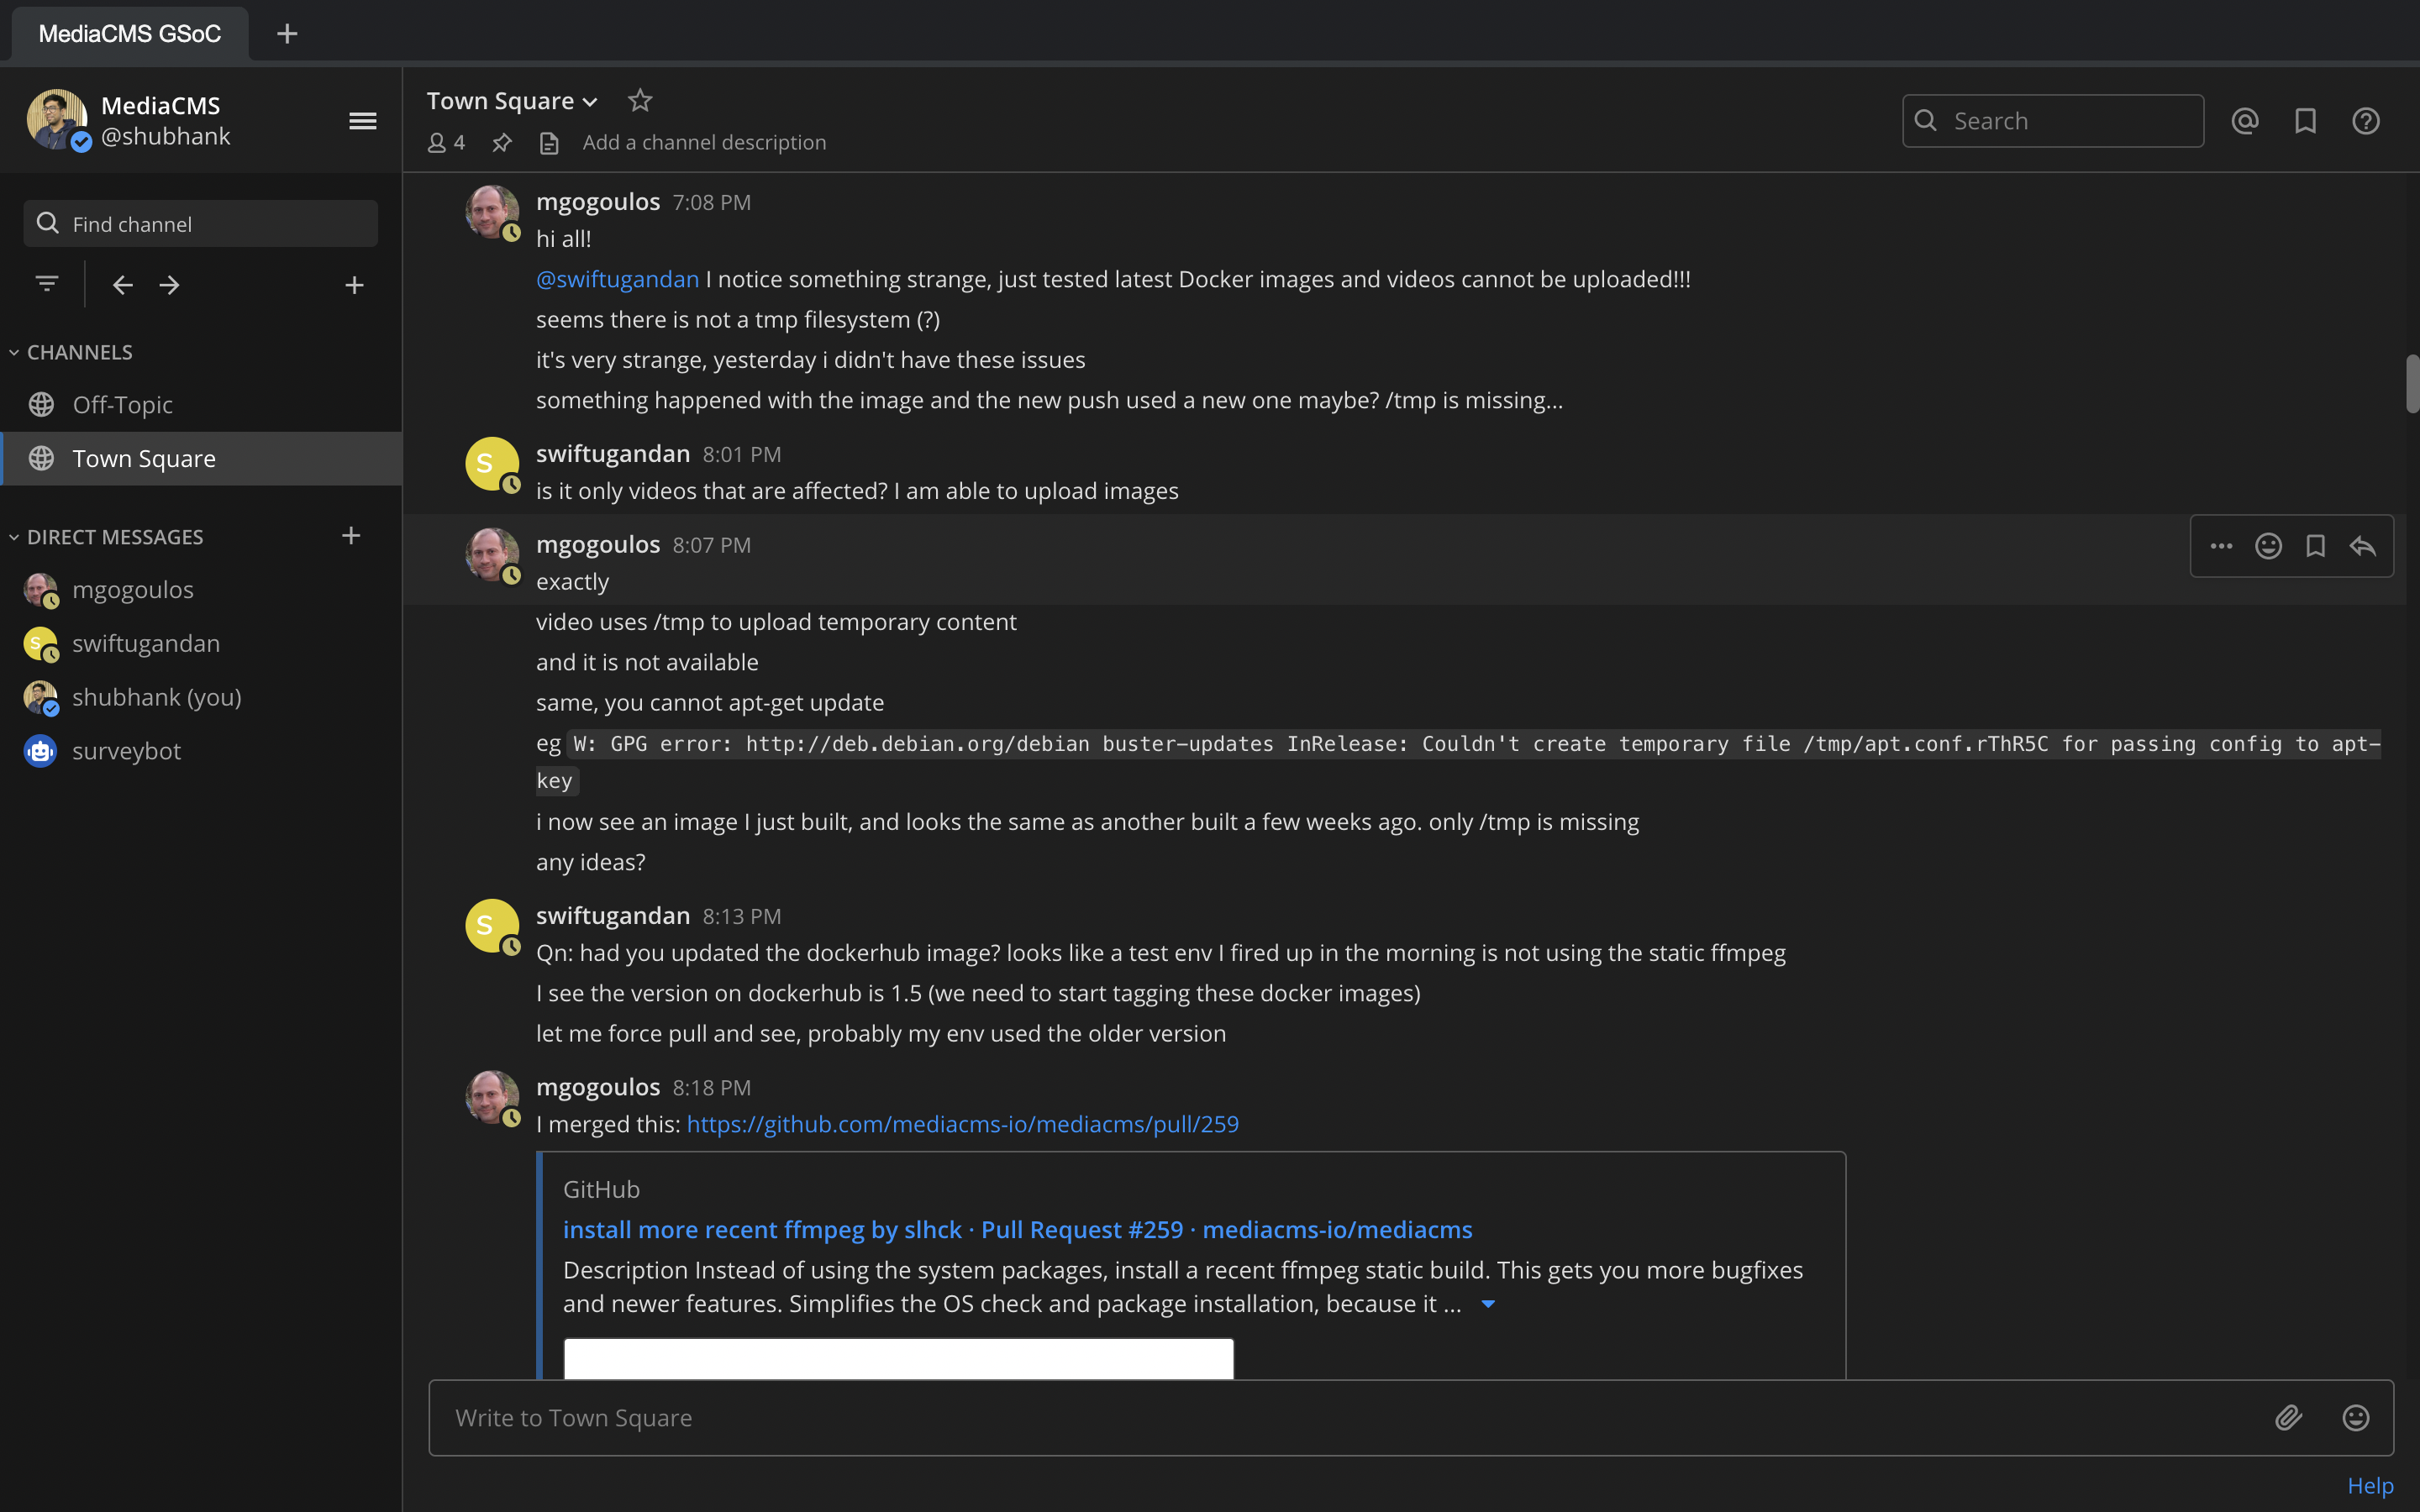 MediaCMS GSoC
MediaCMS
@shubhank
Find channel
CHANNELS
Off-Topic
Town Square
DIRECT MESSAGES
mgogoulos
S swiftugandan
shubhank (you)
surveybot
Town Square
4 Add a channel description
Search
mgogoulos 7:08 PM
hi all!
@swiftugandan I notice something strange, just tested latest Docker images and videos cannot be uploaded!!!
seems there is not a tmp filesystem (?)
it's very strange, yesterday i didn't have these issues
something happened with the image and the new push used a new one maybe? /tmp is missing...
S swiftugandan 8:01 PM
is it only videos that are affected? I am able to upload images
mgogoulos 8:07 PM
exactly
video uses /tmp to upload temporary content
and it is not available
same, you cannot apt-get update
eg W: GPG error: http://deb.debian.org/debian buster-updates InRelease: Couldn't create temporary file /tmp/apt.conf.rThR5C for passing config to apt-
key
i now see an image I just built, and looks the same as another built a few weeks ago. only /tmp is missing
any ideas?
S swiftugandan 8:13 PM
Qn: had you updated the dockerhub image? looks like a test env I fired up in the morning is not using the static ffmpeg
I see the version on dockerhub is 1.5 (we need to start tagging these docker images)
let me force pull and see, probably my env used the older version
mgogoulos 8:18 PM
I merged this: https://github.com/mediacms-io/mediacms/pull/259
GitHub
install more recent ffmpeg by slhck · Pull Request #259 · mediacms-io/mediacms
Description Instead of using the system packages, install a recent ffmpeg static build. This gets you more bugfixes
and newer features. Simplifies the OS check and package installation, because it ...
Write to Town Square
Help